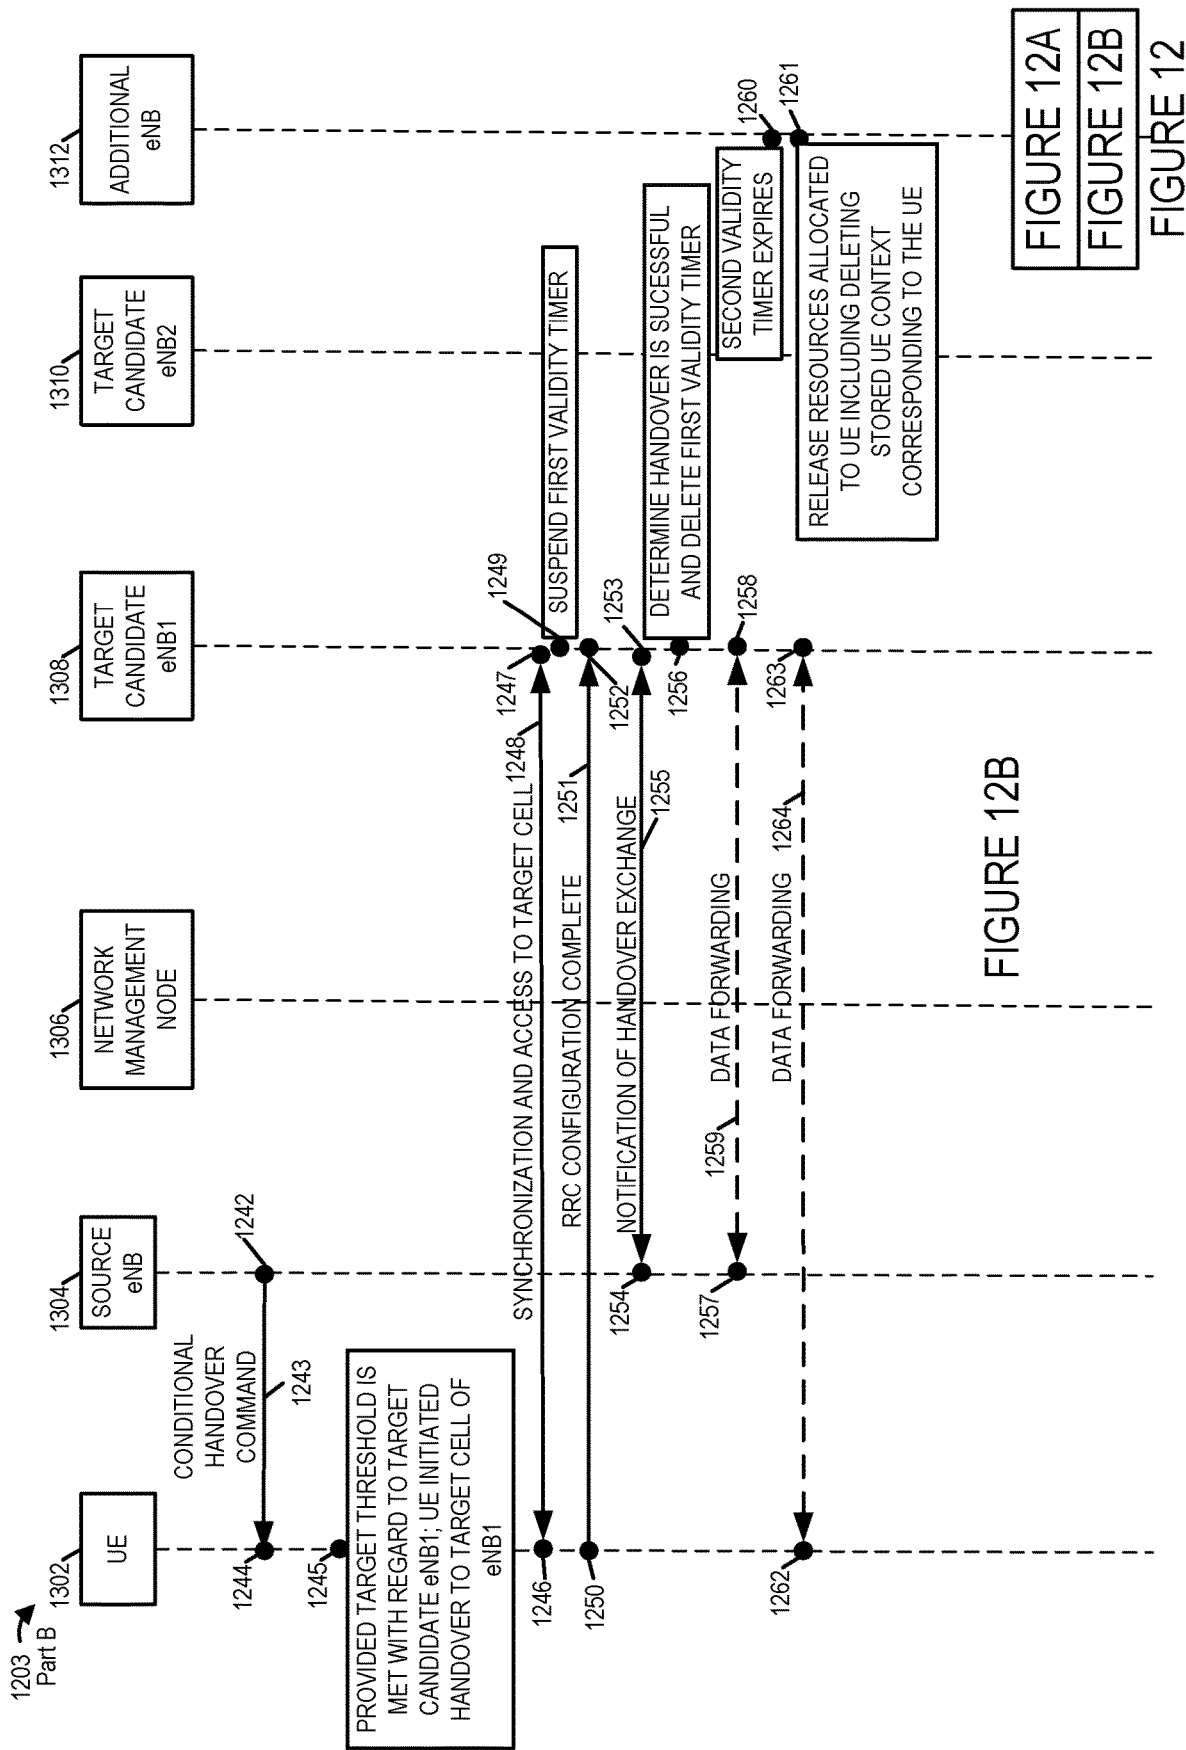 1203
Part B
1302
UE
1304
SOURCE
eNB
1306
NETWORK
MANAGEMENT
NODE
1308
TARGET
CANDIDATE
eNB1
1310
TARGET
CANDIDATE
eNB2
1312
ADDITIONAL
eNB
CONDITIONAL
HANDOVER
COMMAND
1242
1243
1244
1245
PROVIDED TARGET THRESHOLD IS
MET WITH REGARD TO TARGET
CANDIDATE eNB1; UE INITIATED
HANDOVER TO TARGET CELL OF
eNB1
SYNCHRONIZATION AND ACCESS TO TARGET CELL
1246
1247
1248
1249
SUSPEND FIRST VALIDITY TIMER
RRC CONFIGURATION COMPLETE
1250
1251
1252
NOTIFICATION OF HANDOVER EXCHANGE
1253
1254
1255
DETERMINE HANDOVER IS SUCESSFUL
AND DELETE FIRST VALIDITY TIMER
1256
DATA FORWARDING
1257
1258
1259
SECOND VALIDITY
TIMER EXPIRES
1260
1261
RELEASE RESOURCES ALLOCATED
TO UE INCLUDING DELETING
STORED UE CONTEXT
CORRESPONDING TO THE UE
DATA FORWARDING
1262
1263
1264
FIGURE 12B
FIGURE 12A
FIGURE 12B
FIGURE 12